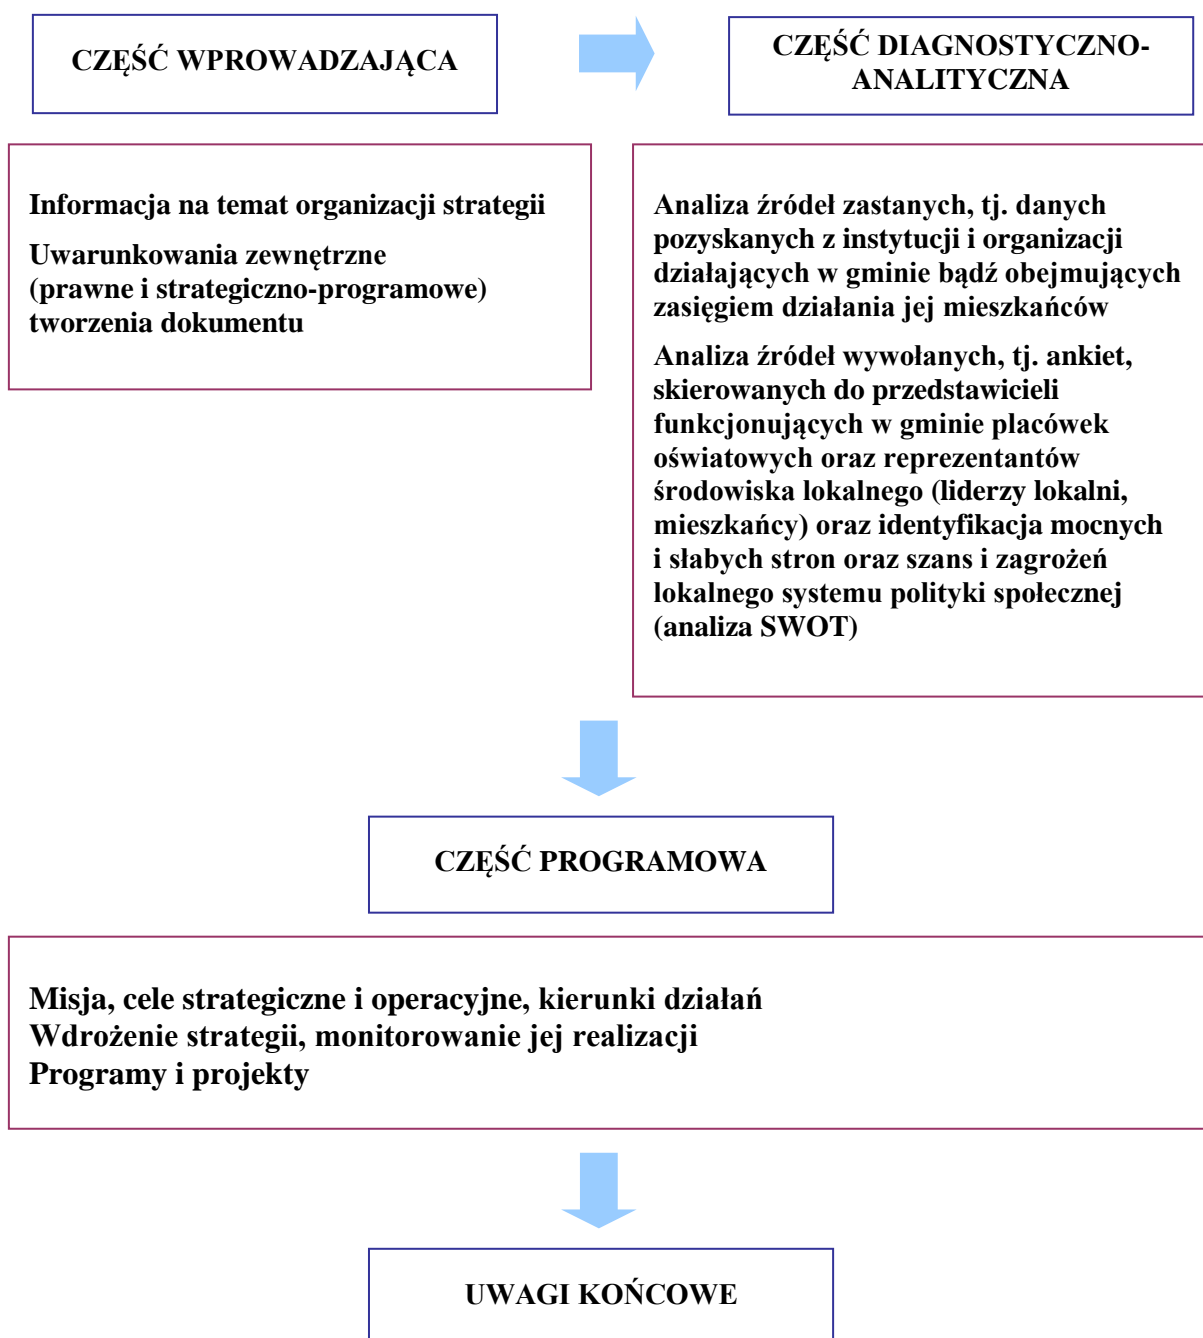 CZĘŚĆ WPROWADZAJĄCA
CZĘŚĆ DIAGNOSTYCZNO-
ANALITYCZNA
Informacja na temat organizacji strategii
Uwarunkowania zewnętrzne
(prawne i strategiczno-programowe)
tworzenia dokumentu
Analiza źródeł zastanych, tj. danych
pozyskanych z instytucji i organizacji
działających w gminie bądź obejmujących
zasięgiem działania jej mieszkańców
Analiza źródeł wywołanych, tj. ankiet,
skierowanych do przedstawicieli
funkcjonujących w gminie placówek
oświatowych oraz reprezentantów
środowiska lokalnego (liderzy lokalni,
mieszkańcy) oraz identyfikacja mocnych
i słabych stron oraz szans i zagrożeń
lokalnego systemu polityki społecznej
(analiza SWOT)
CZĘŚĆ PROGRAMOWA
Misja, cele strategiczne i operacyjne, kierunki działań
Wdrożenie strategii, monitorowanie jej realizacji
Programy i projekty
UWAGI KOŃCOWE